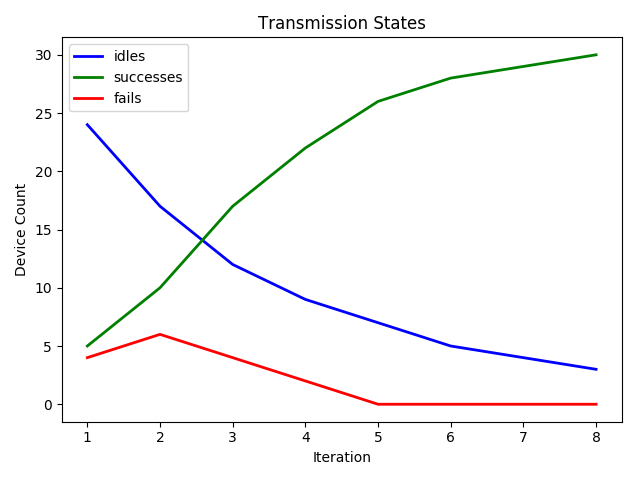 Transmission States
idles
successes
fails
30
25
20
15
10
5
0
Device Count
1 2 3 4 5 6 7 8
Iteration